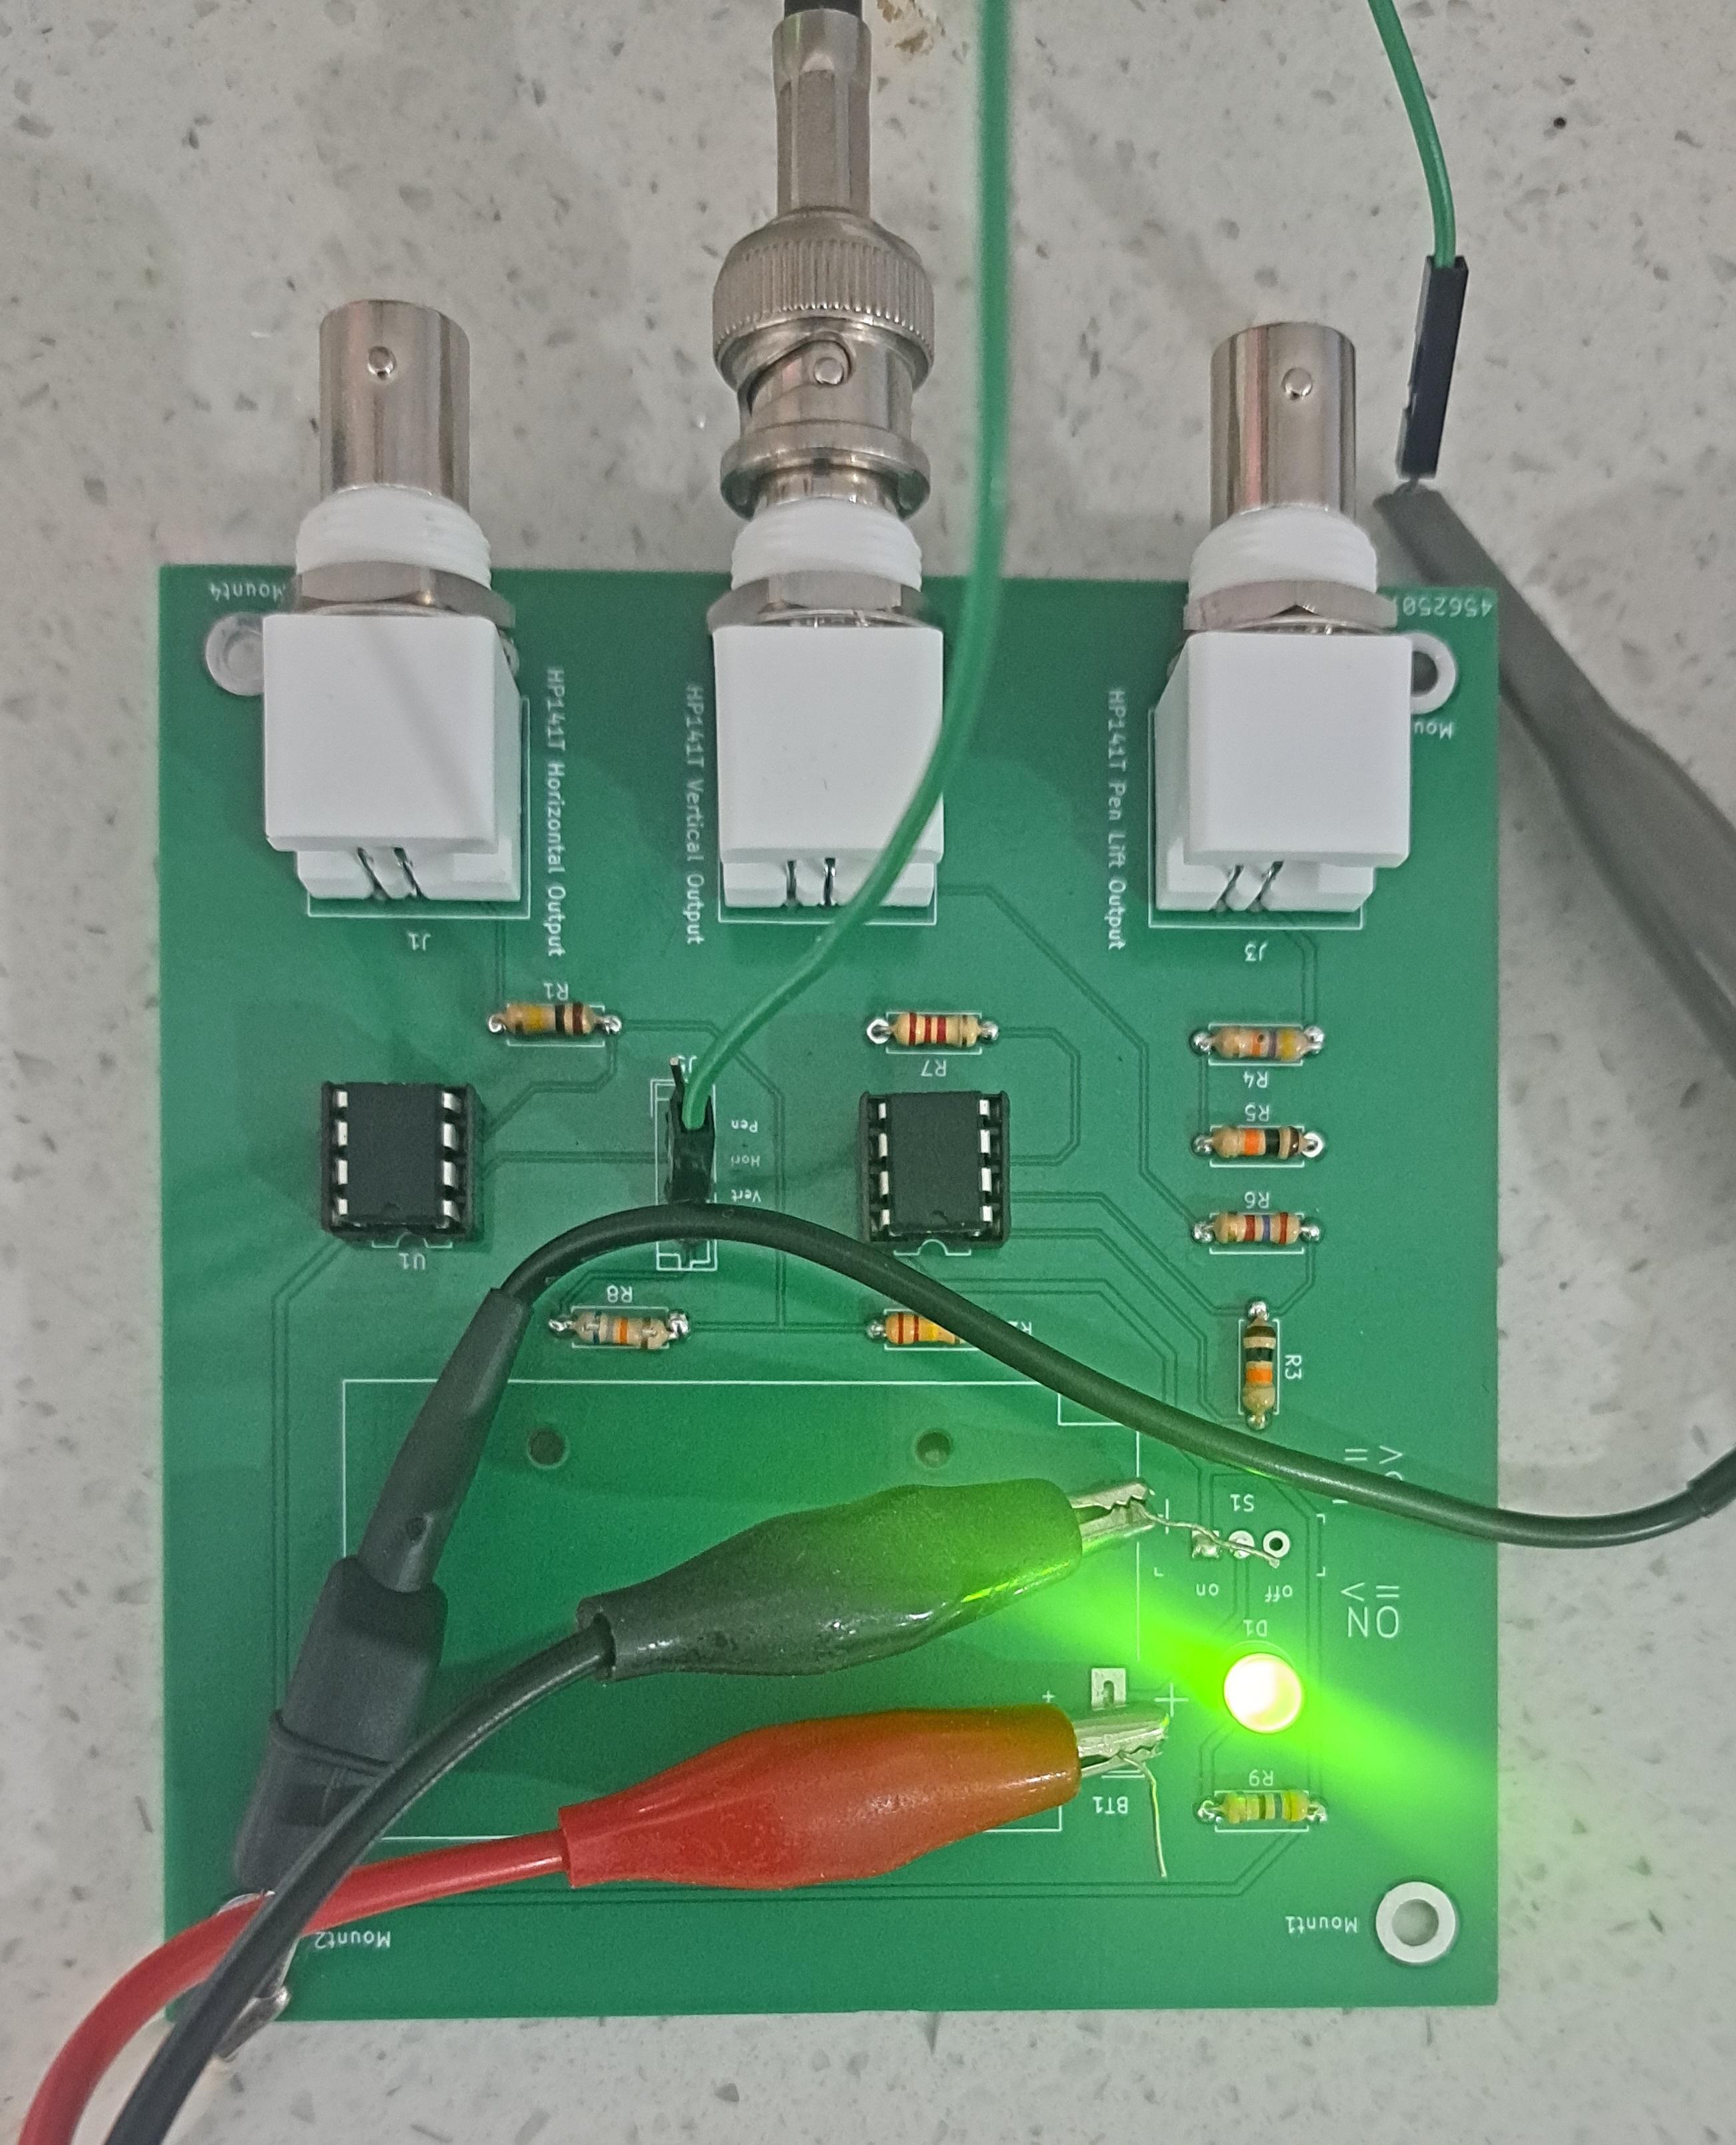 Mount4
456250
HP141T Horizontal Output
HP141T Vertical Output
HP141T Pen Lift Output
J1
J3
R1
R7
R4
R5
Pen
Hori
Vert
R6
U1
R8
R3
S1
on
off
ON
D1
+
+
R9
BT1
Mount2
Mount1